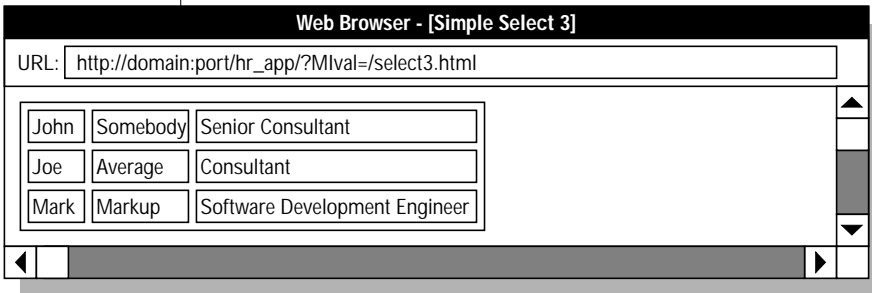 Web Browser - [Simple Select 3]
URL: http://domain:port/hr_app/?MIval=/select3.html
John Somebody Senior Consultant
Joe Average Consultant
Mark Markup Software Development Engineer